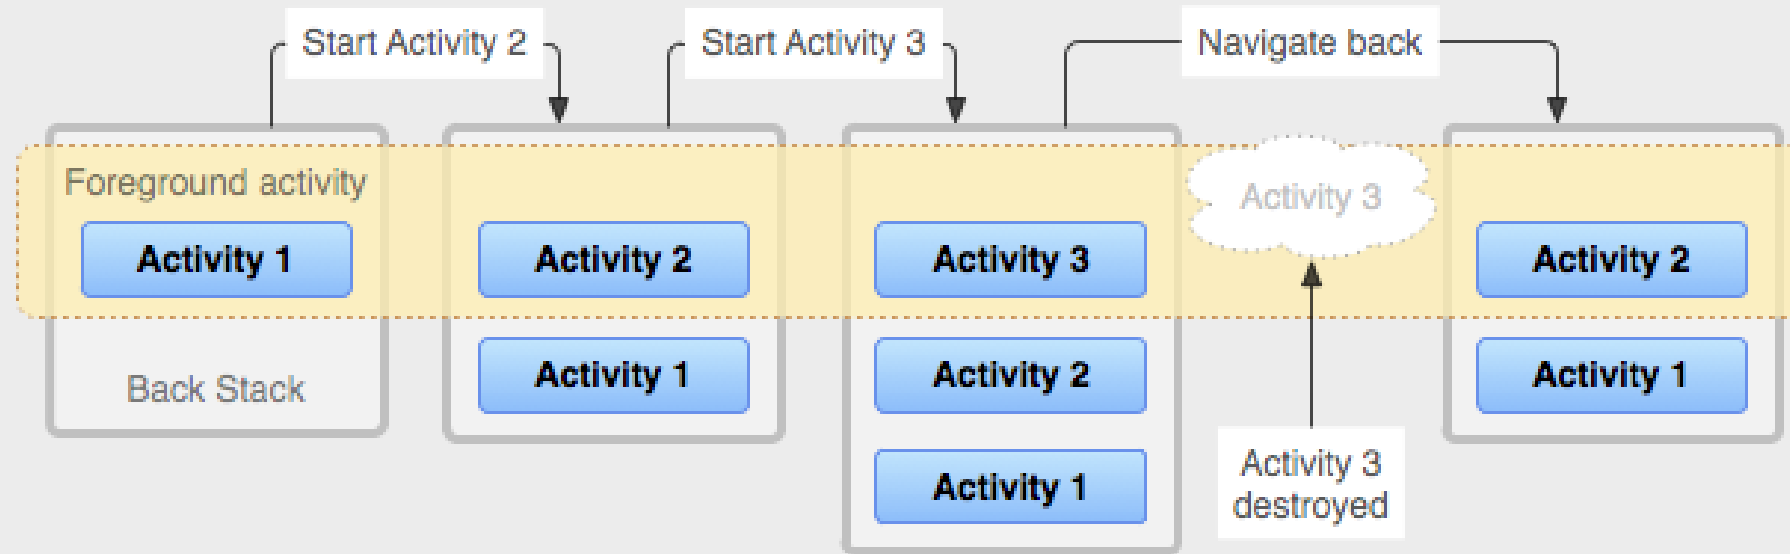 Start Activity 2
Start Activity 3
Navigate back
Foreground activity
Activity 3
Activity 1
Activity 2
Activity 3
Activity 2
Back Stack
Activity 1
Activity 2
Activity 1
Activity 1
Activity 3
destroyed